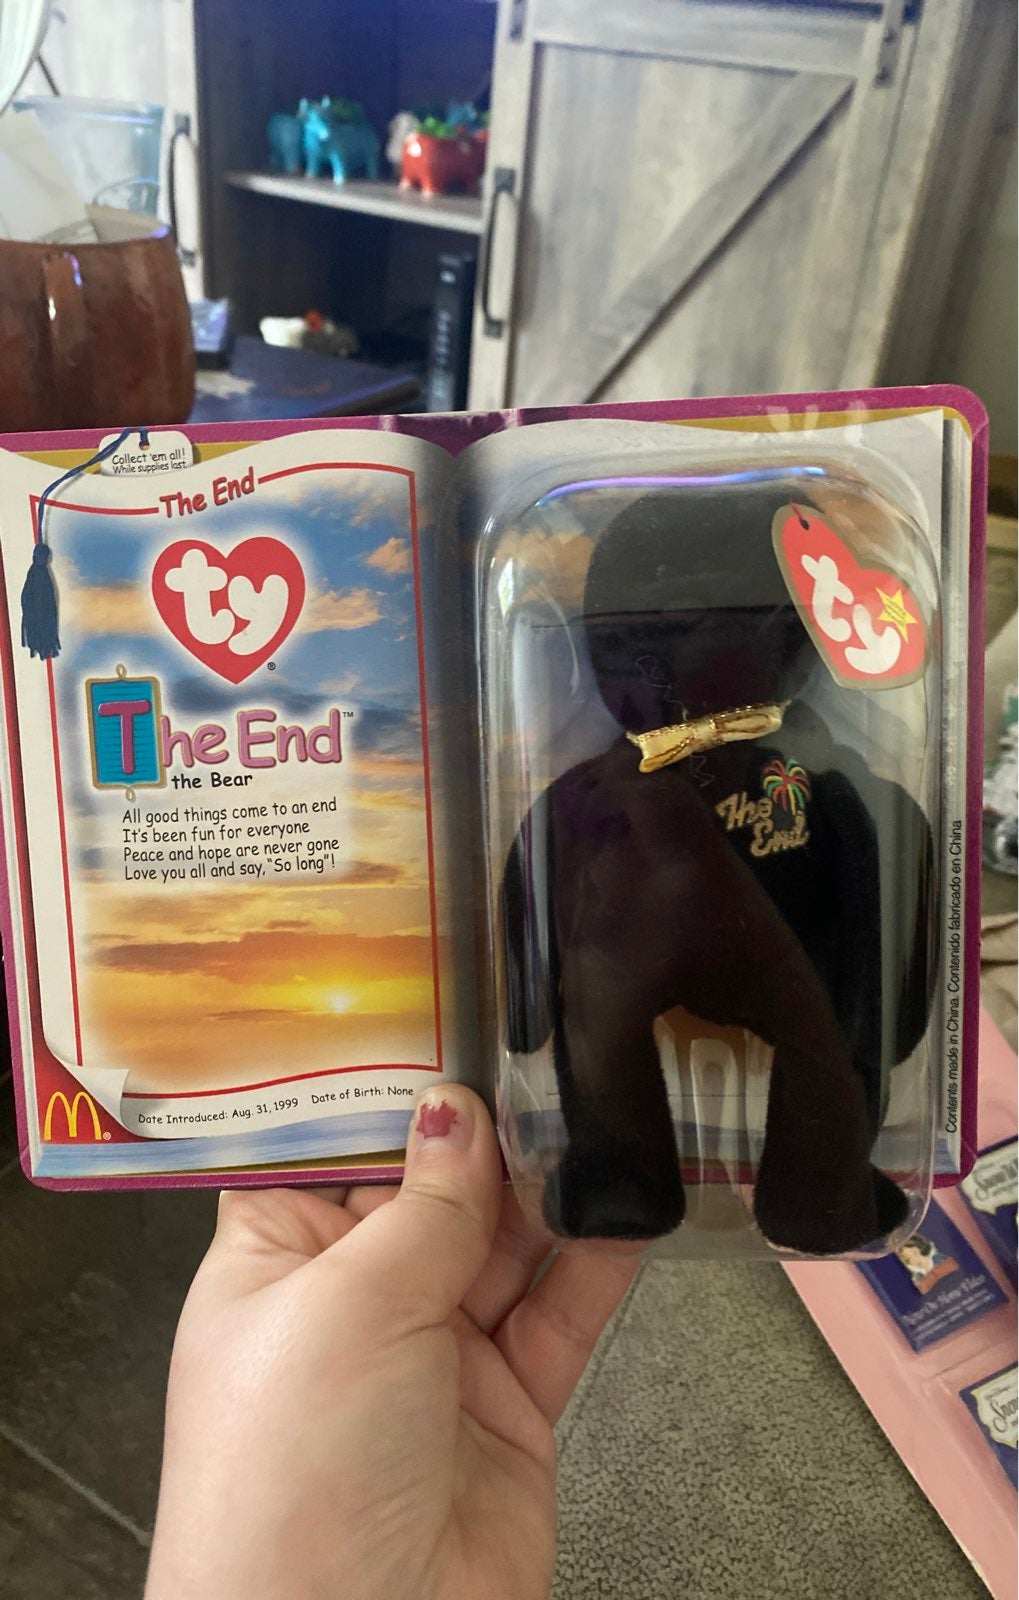 Collect 'em all!
While supplies last.
The End
ty®
The End™
the Bear
All good things come to an end
It's been fun for everyone
Peace and hope are never gone
Love you all and say, "So long"!
Date Introduced: Aug. 31, 1999 Date of Birth: None
ty
The
End
Contents made in China. Contenido fabricado en China